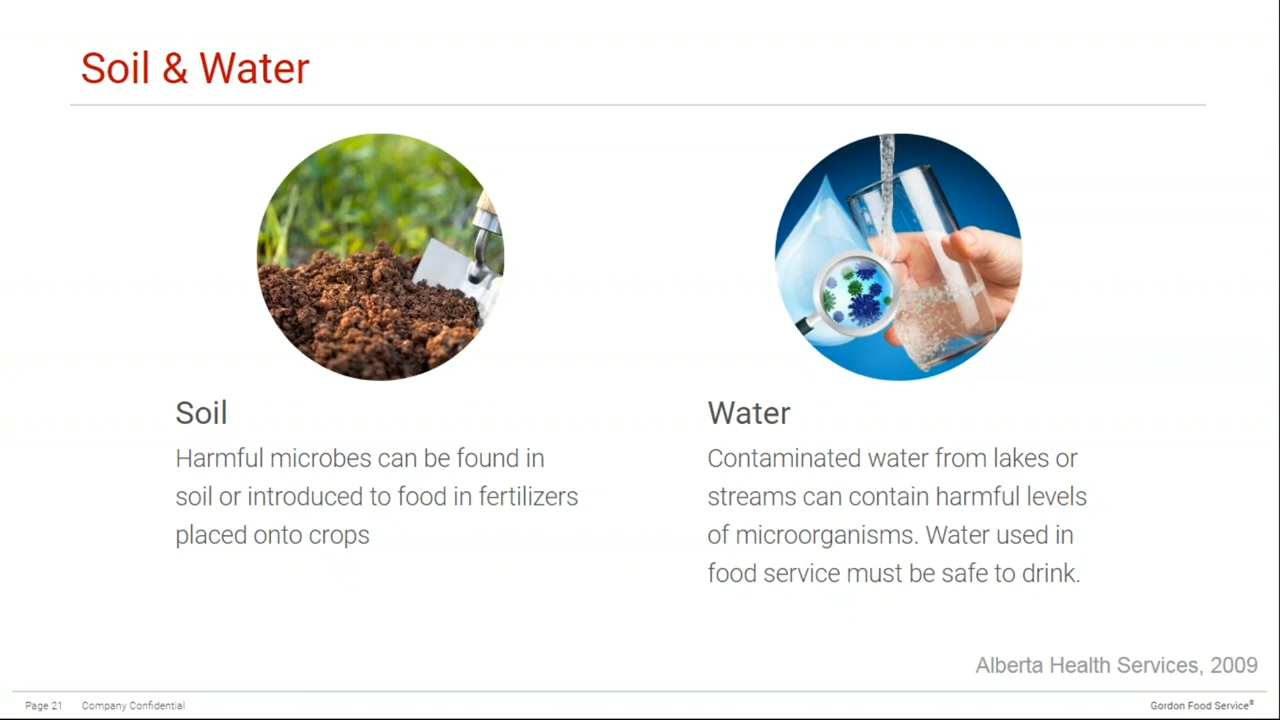 Soil & Water
Soil
Harmful microbes can be found in
soil or introduced to food in fertilizers
placed onto crops
Water
Contaminated water from lakes or
streams can contain harmful levels
of microorganisms. Water used in
food service must be safe to drink.
Alberta Health Services, 2009
Page 21 Company Confidential
Gordon Food Service®